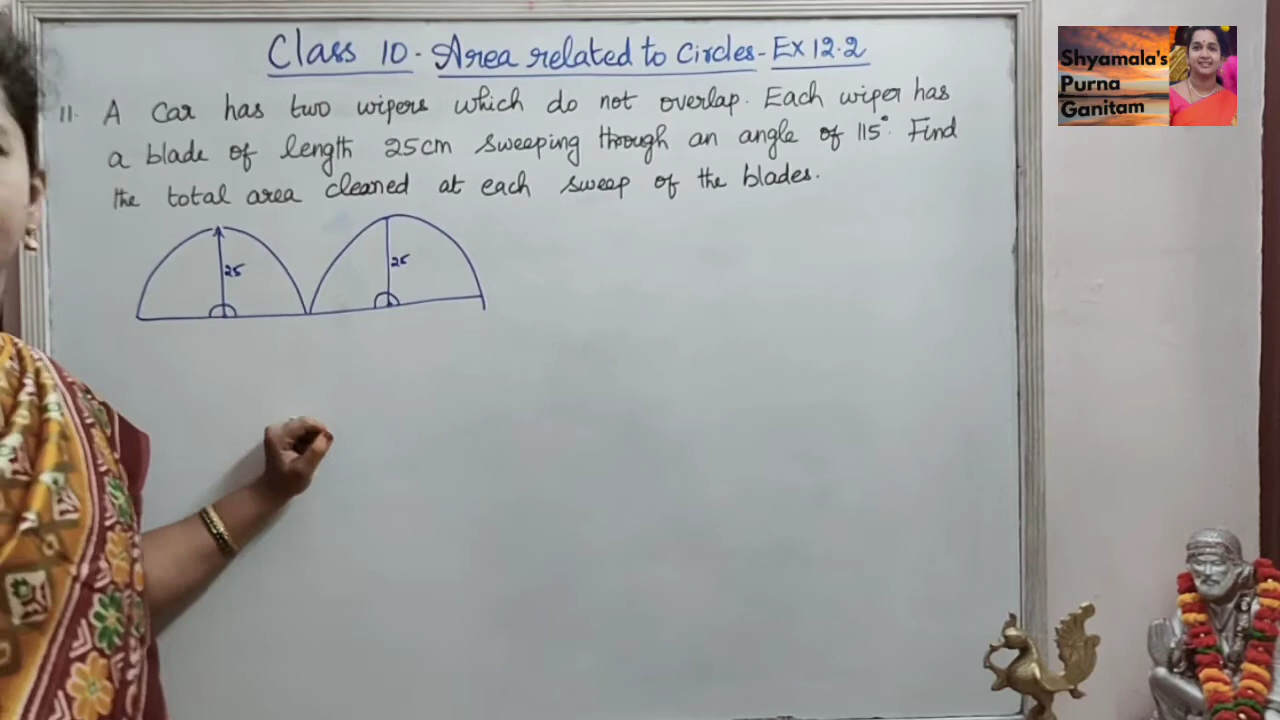 Class 10 - Area related to Circles - Ex 12.2
11. A car has two wipers which do not overlap. Each wiper has
a blade of length 25cm sweeping through an angle of 115°. Find
the total area cleaned at each sweep of the blades.
25
25
Shyamala's
Purna
Ganitam